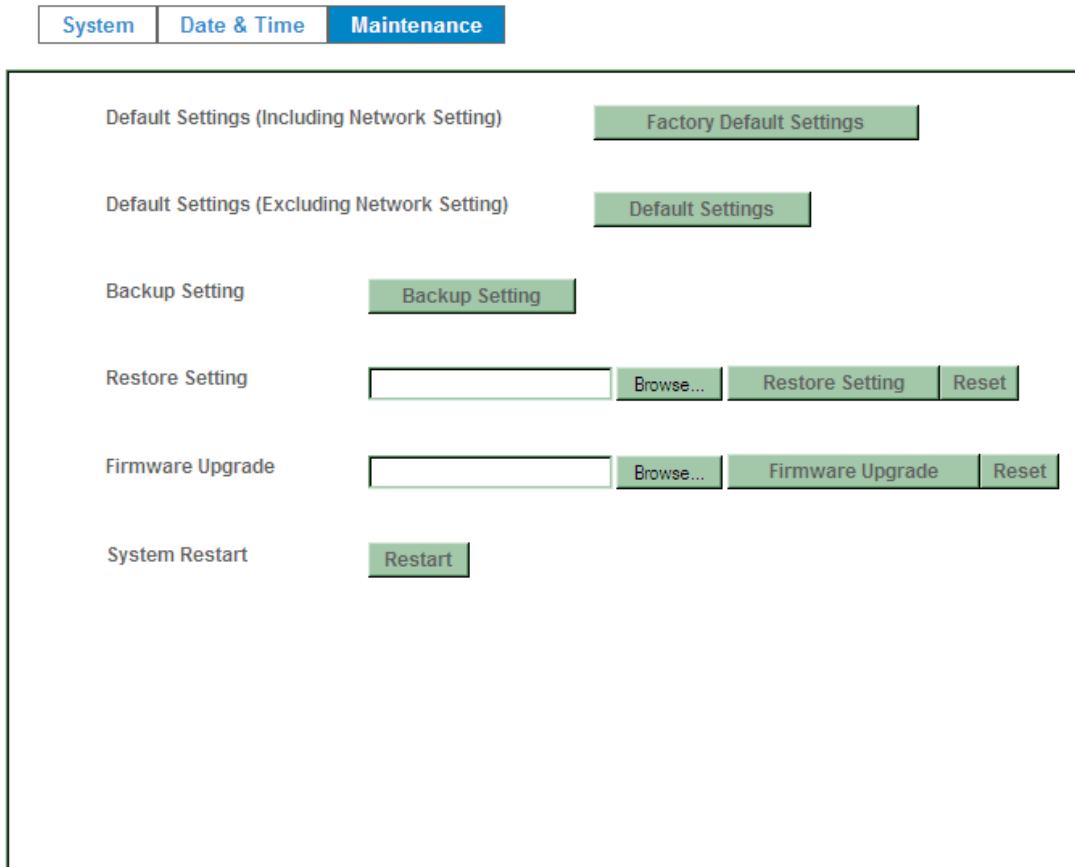 System Date & Time Maintenance
Default Settings (Including Network Setting) Factory Default Settings
Default Settings (Excluding Network Setting) Default Settings
Backup Setting Backup Setting
Restore Setting Browse... Restore Setting Reset
Firmware Upgrade Browse... Firmware Upgrade Reset
System Restart Restart